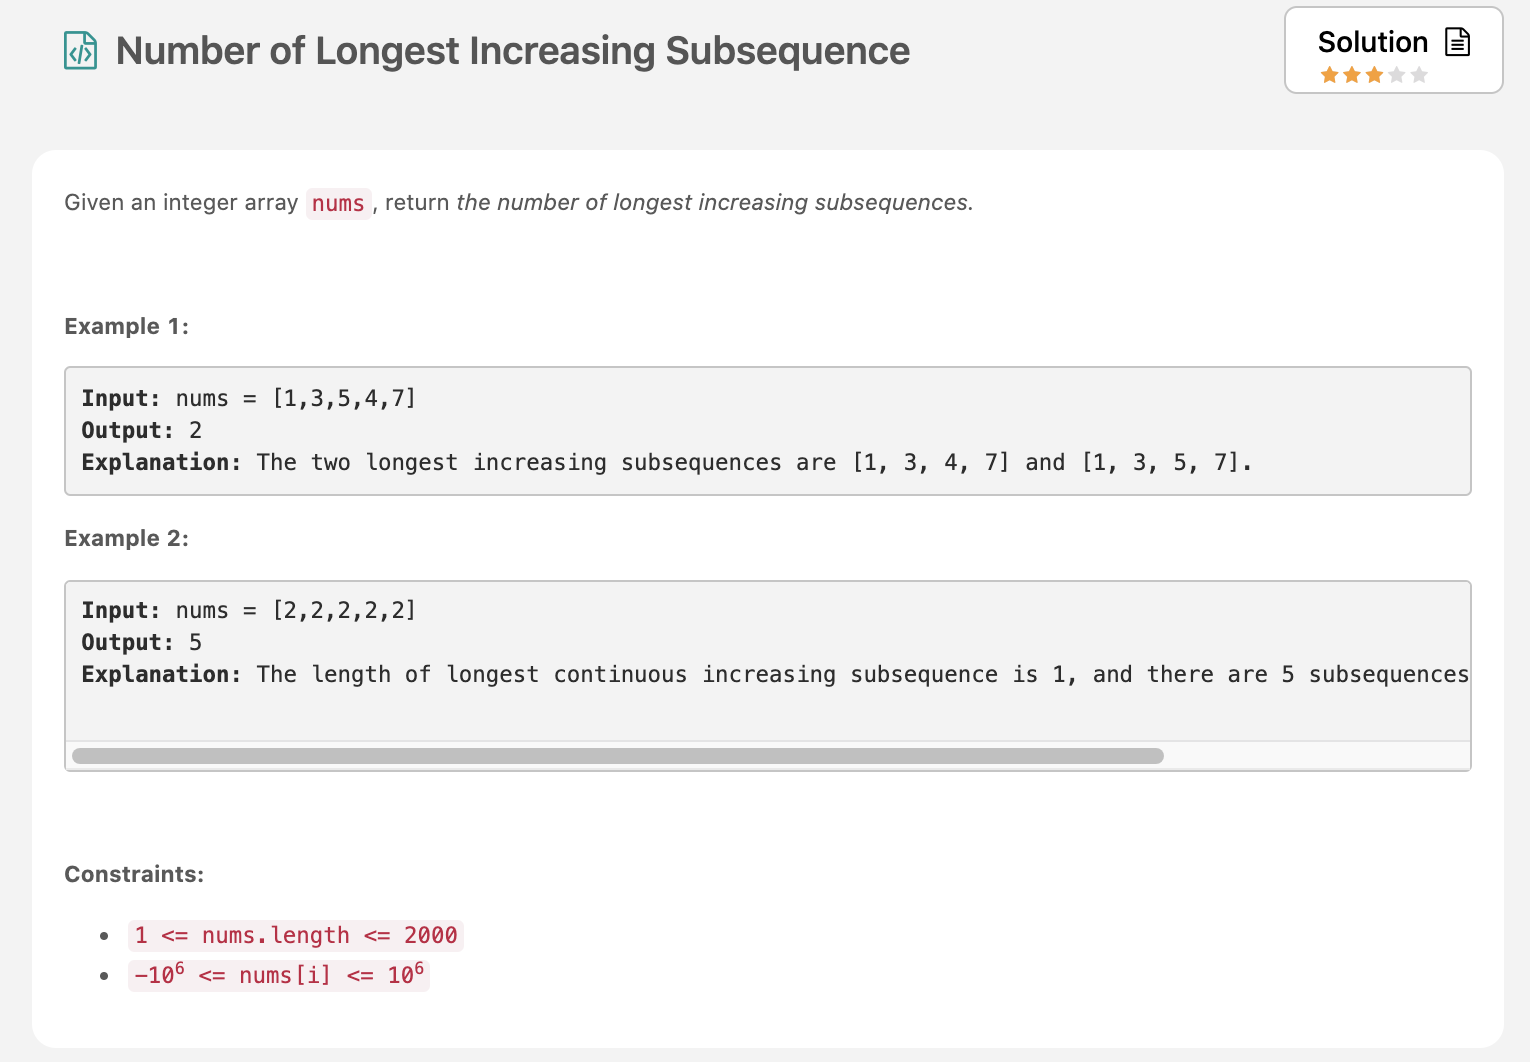 Number of Longest Increasing Subsequence
Solution
Given an integer array nums, return the number of longest increasing subsequences.
Example 1:
Input: nums = [1,3,5,4,7]
Output: 2
Explanation: The two longest increasing subsequences are [1, 3, 4, 7] and [1, 3, 5, 7].
Example 2:
Input: nums = [2,2,2,2,2]
Output: 5
Explanation: The length of longest continuous increasing subsequence is 1, and there are 5 subsequences
Constraints:
1 <= nums.length <= 2000
−10⁶ <= nums[i] <= 10⁶